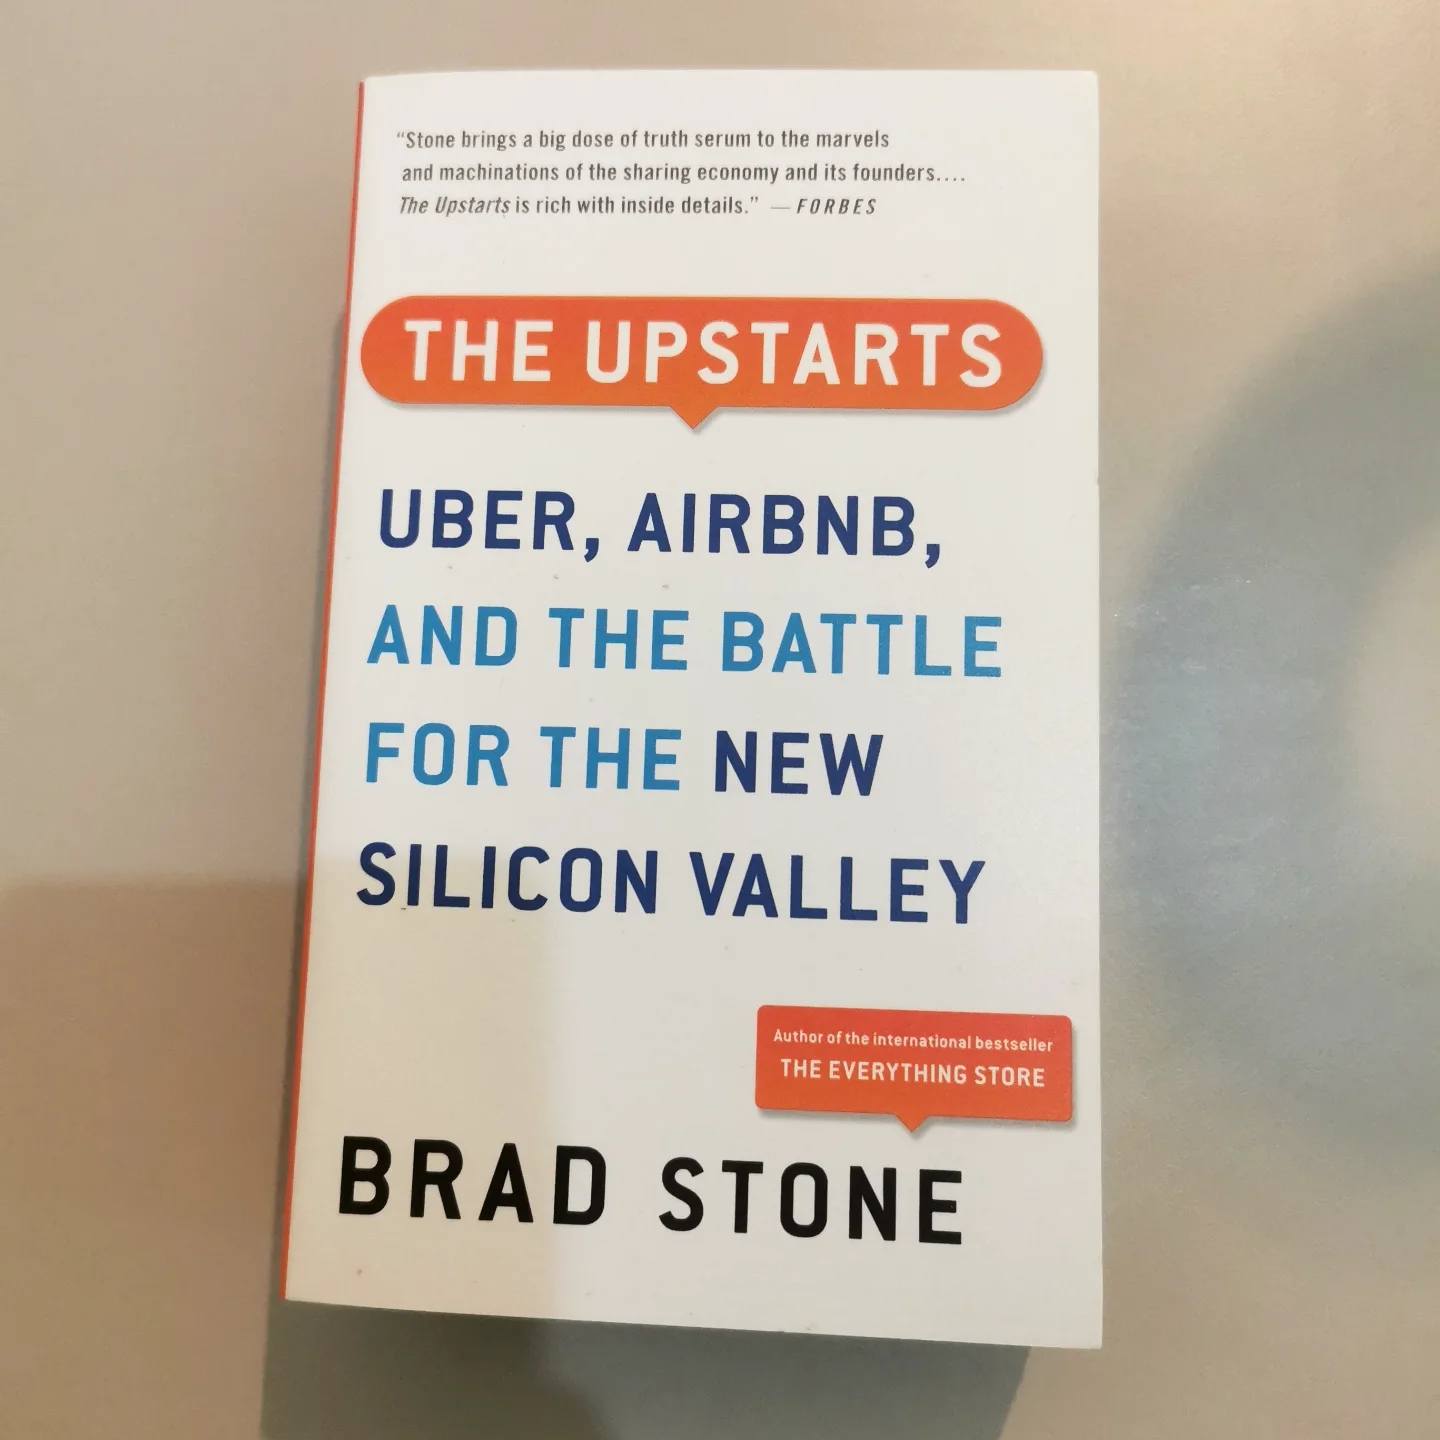 “Stone brings a big dose of truth serum to the marvels
and machinations of the sharing economy and its founders....
The Upstarts is rich with inside details.” — FORBES
THE UPSTARTS
UBER, AIRBNB,
AND THE BATTLE
FOR THE NEW
SILICON VALLEY
Author of the international bestseller
THE EVERYTHING STORE
BRAD STONE